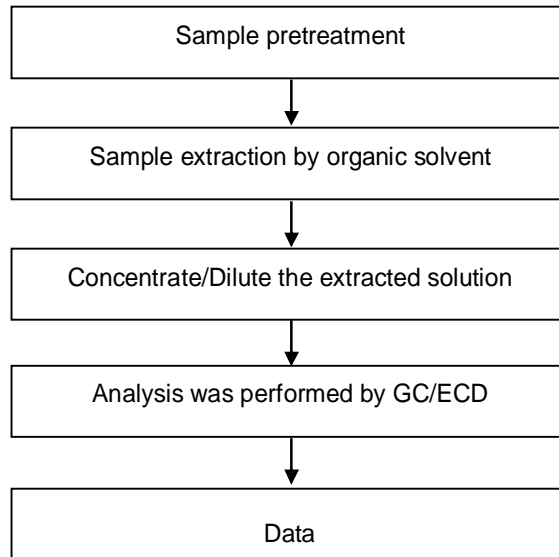 Sample pretreatment
Sample extraction by organic solvent
Concentrate/Dilute the extracted solution
Analysis was performed by GC/ECD
Data